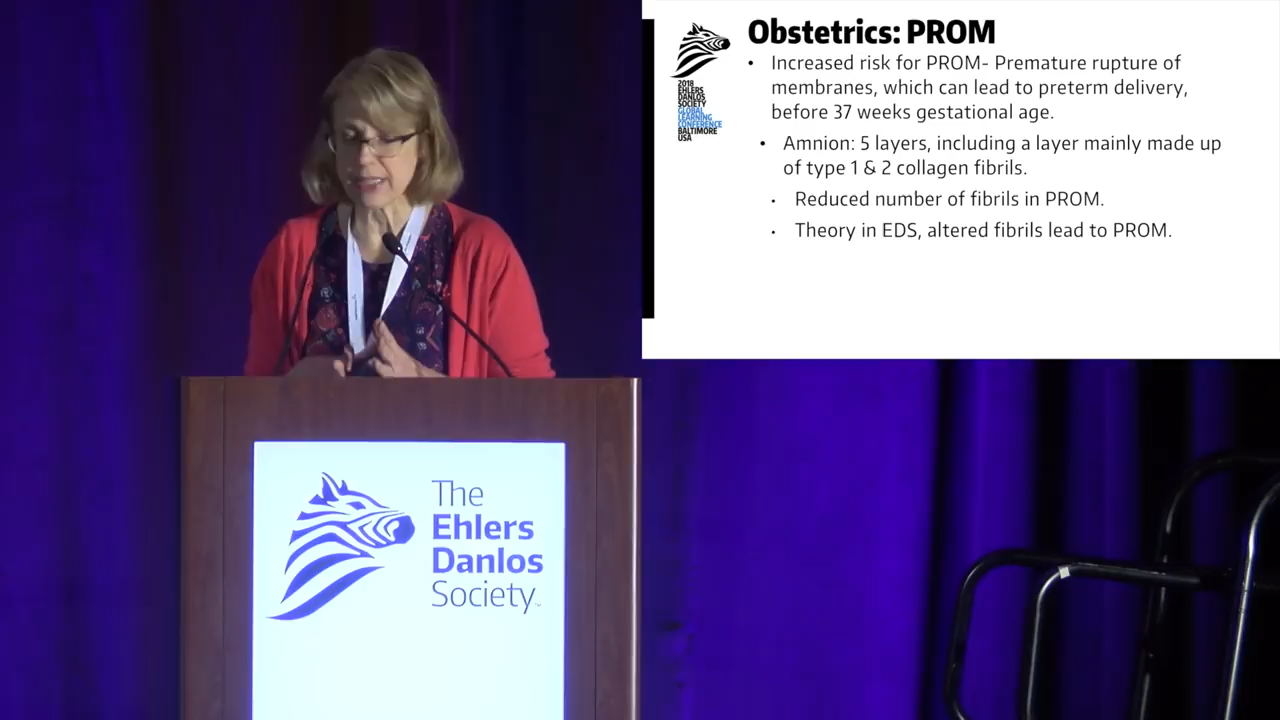 Obstetrics: PROM
• Increased risk for PROM- Premature rupture of
membranes, which can lead to preterm delivery,
before 37 weeks gestational age.
• Amnion: 5 layers, including a layer mainly made up
of type 1 & 2 collagen fibrils.
• Reduced number of fibrils in PROM.
• Theory in EDS, altered fibrils lead to PROM.
2018
EHLERS
DANLOS
SOCIETY
GLOBAL
LEARNING
CONFERENCE
BALTIMORE
USA
The
Ehlers
Danlos
Society™